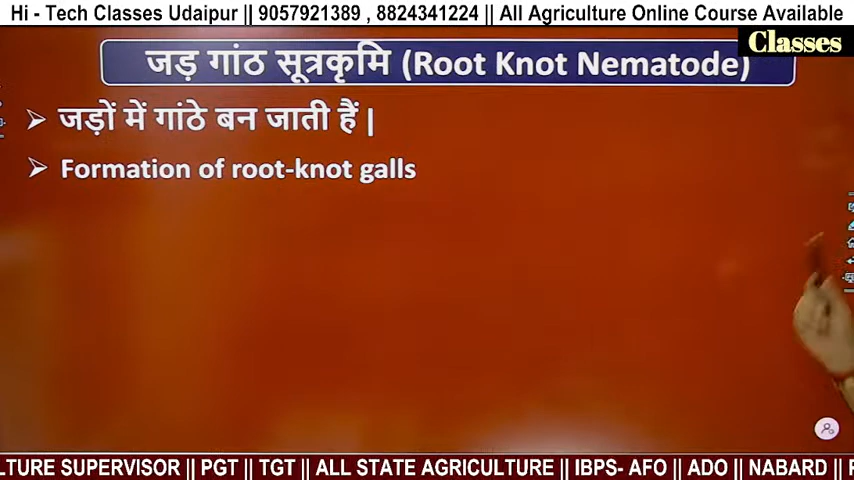 Hi - Tech Classes Udaipur || 9057921389 , 8824341224 || All Agriculture Online Course Available
Classes
जड़ गांठ सूत्रकृमि (Root Knot Nematode)
➤ जड़ों में गांठे बन जाती हैं |
➤ Formation of root-knot galls
LTURE SUPERVISOR || PGT || TGT || ALL STATE AGRICULTURE || IBPS- AFO || ADO || NABARD ||